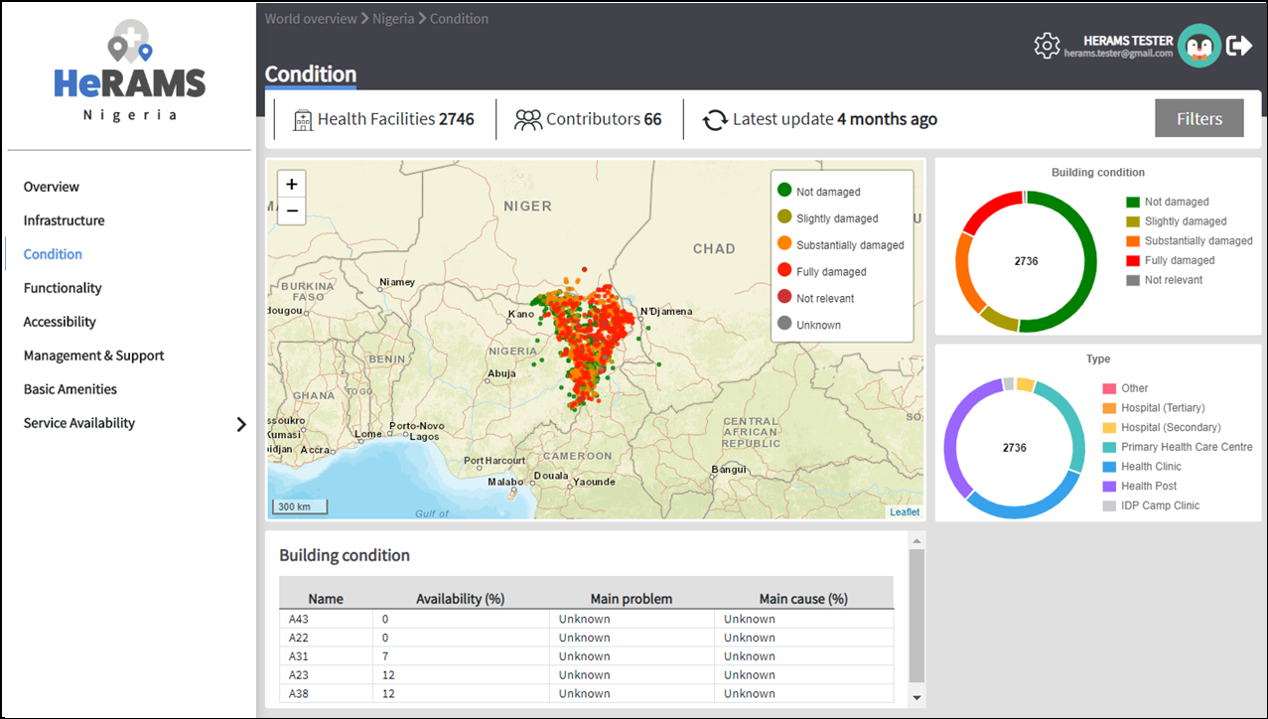 World overview > Nigeria > Condition
HeRAMS
Nigeria
HERAMS TESTER
herams.tester@gmail.com
Condition
Health Facilities 2746
Contributors 66
Latest update 4 months ago
Filters
Overview
Infrastructure
Condition
Functionality
Accessibility
Management & Support
Basic Amenities
Service Availability
+
−
NIGER
CHAD
BURKINA
FASO
Niamey
dougou
Kano
N'Djamena
NIGERIA
BENIN
Abuja
GHANA
TOGO
ssoukro
Kumasi
idjan
Accra
Lome
Porto-Novo
Lagos
CENTRAL
AFRICAN
REPUBLIC
SO
Port Harcourt
CAMEROON
Bangui
Malabo
Douala
Yaounde
300 km
Gulf of
Leaflet
Not damaged
Slightly damaged
Substantially damaged
Fully damaged
Not relevant
Unknown
Building condition
2736
Not damaged
Slightly damaged
Substantially damaged
Fully damaged
Not relevant
Type
2736
Other
Hospital (Tertiary)
Hospital (Secondary)
Primary Health Care Centre
Health Clinic
Health Post
IDP Camp Clinic
Building condition
Name Availability (%) Main problem Main cause (%)
A43 0 Unknown Unknown
A22 0 Unknown Unknown
A31 7 Unknown Unknown
A23 12 Unknown Unknown
A38 12 Unknown Unknown